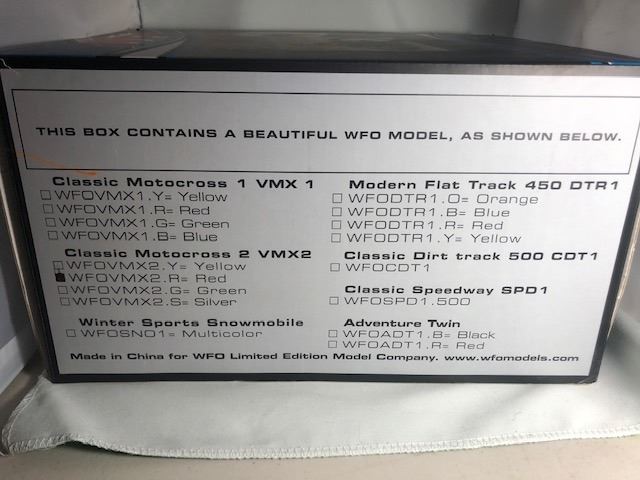 THIS BOX CONTAINS A BEAUTIFUL WFO MODEL, AS SHOWN BELOW.
Classic Motocross 1 VMX 1
WFOVMX1.Y= Yellow
WFOVMX1.R= Red
WFOVMX1.G= Green
WFOVMX1.B= Blue
Classic Motocross 2 VMX2
WFOVMX2.Y= Yellow
WFOVMX2.R= Red
WFOVMX2.G= Green
WFOVMX2.S= Silver
Winter Sports Snowmobile
WFOSNO1= Multicolor
Modern Flat Track 450 DTR1
WFODTR1.O= Orange
WFODTR1.B= Blue
WFODTR1.R= Red
WFODTR1.Y= Yellow
Classic Dirt track 500 CDT1
WFOCDT1
Classic Speedway SPD1
WFOSPD1.500
Adventure Twin
WFOADT1.B= Black
WFOADT1.R= Red
Made in China for WFO Limited Edition Model Company. www.wfomodels.com